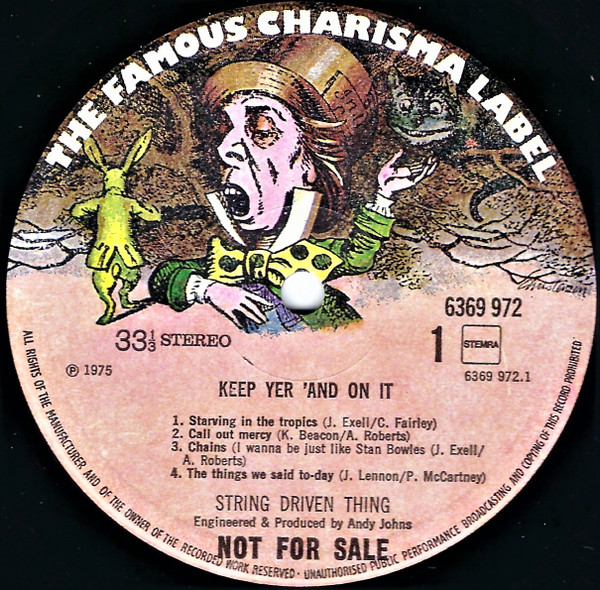 THE FAMOUS CHARISMA LABEL
33⅓ STEREO
6369 972
1
STEMRA
6369 972.1
℗ 1975
KEEP YER 'AND ON IT
1. Starving in the tropics (J. Exell/C. Fairley)
2. Call out mercy (K. Beacon/A. Roberts)
3. Chains (I wanna be just like Stan Bowles (J. Exell/
A. Roberts)
4. The things we said to-day (J. Lennon/P. McCartney)
STRING DRIVEN THING
Engineered & Produced by Andy Johns
NOT FOR SALE
ALL RIGHTS OF THE MANUFACTURER AND OF THE OWNER OF THE RECORDED WORK RESERVED · UNAUTHORISED PUBLIC PERFORMANCE BROADCASTING AND COPYING OF THIS RECORD PROHIBITED